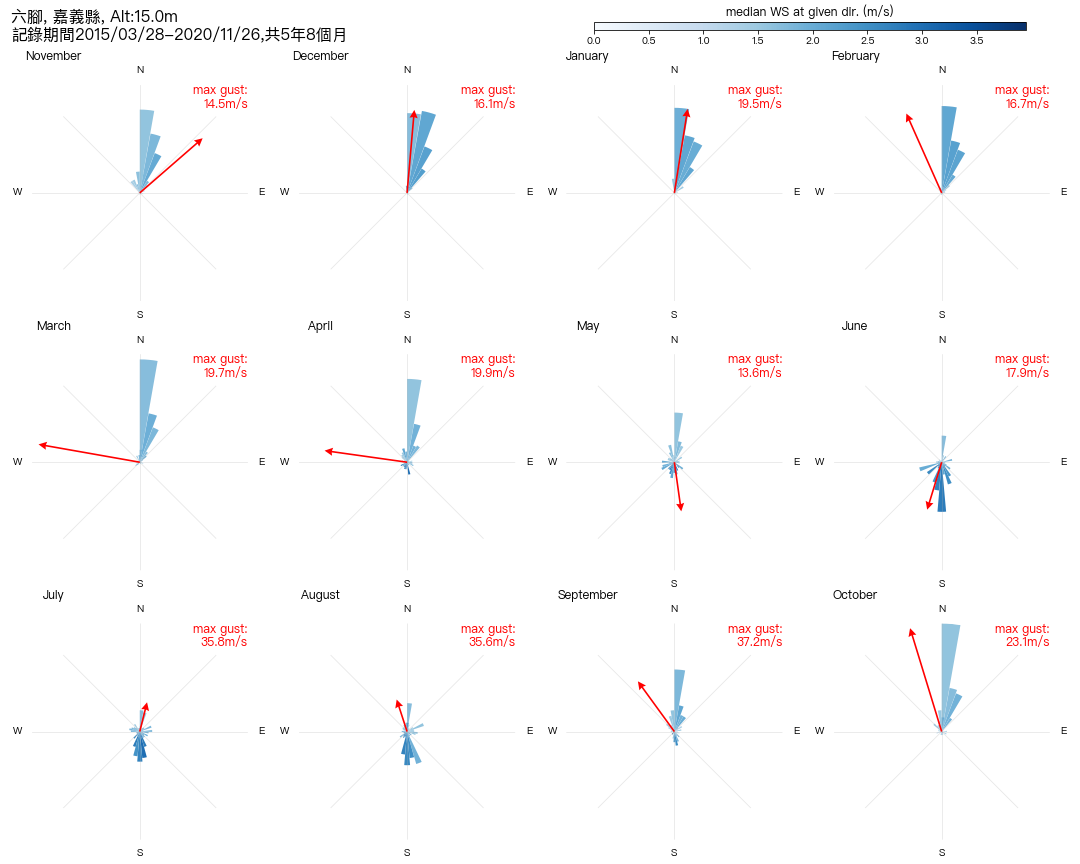 六腳, 嘉義縣, Alt:15.0m
記錄期間2015/03/28-2020/11/26,共5年8個月
median WS at given dir. (m/s)
0.0 0.5 1.0 1.5 2.0 2.5 3.0 3.5
November December January February
N N N N
max gust: max gust: max gust: max gust:
14.5m/s 16.1m/s 19.5m/s 16.7m/s
W E W E W E W E
S S S S
March April May June
N N N N
max gust: max gust: max gust: max gust:
19.7m/s 19.9m/s 13.6m/s 17.9m/s
W E W E W E W E
S S S S
July August September October
N N N N
max gust: max gust: max gust: max gust:
35.8m/s 35.6m/s 37.2m/s 23.1m/s
W E W E W E W E
S S S S